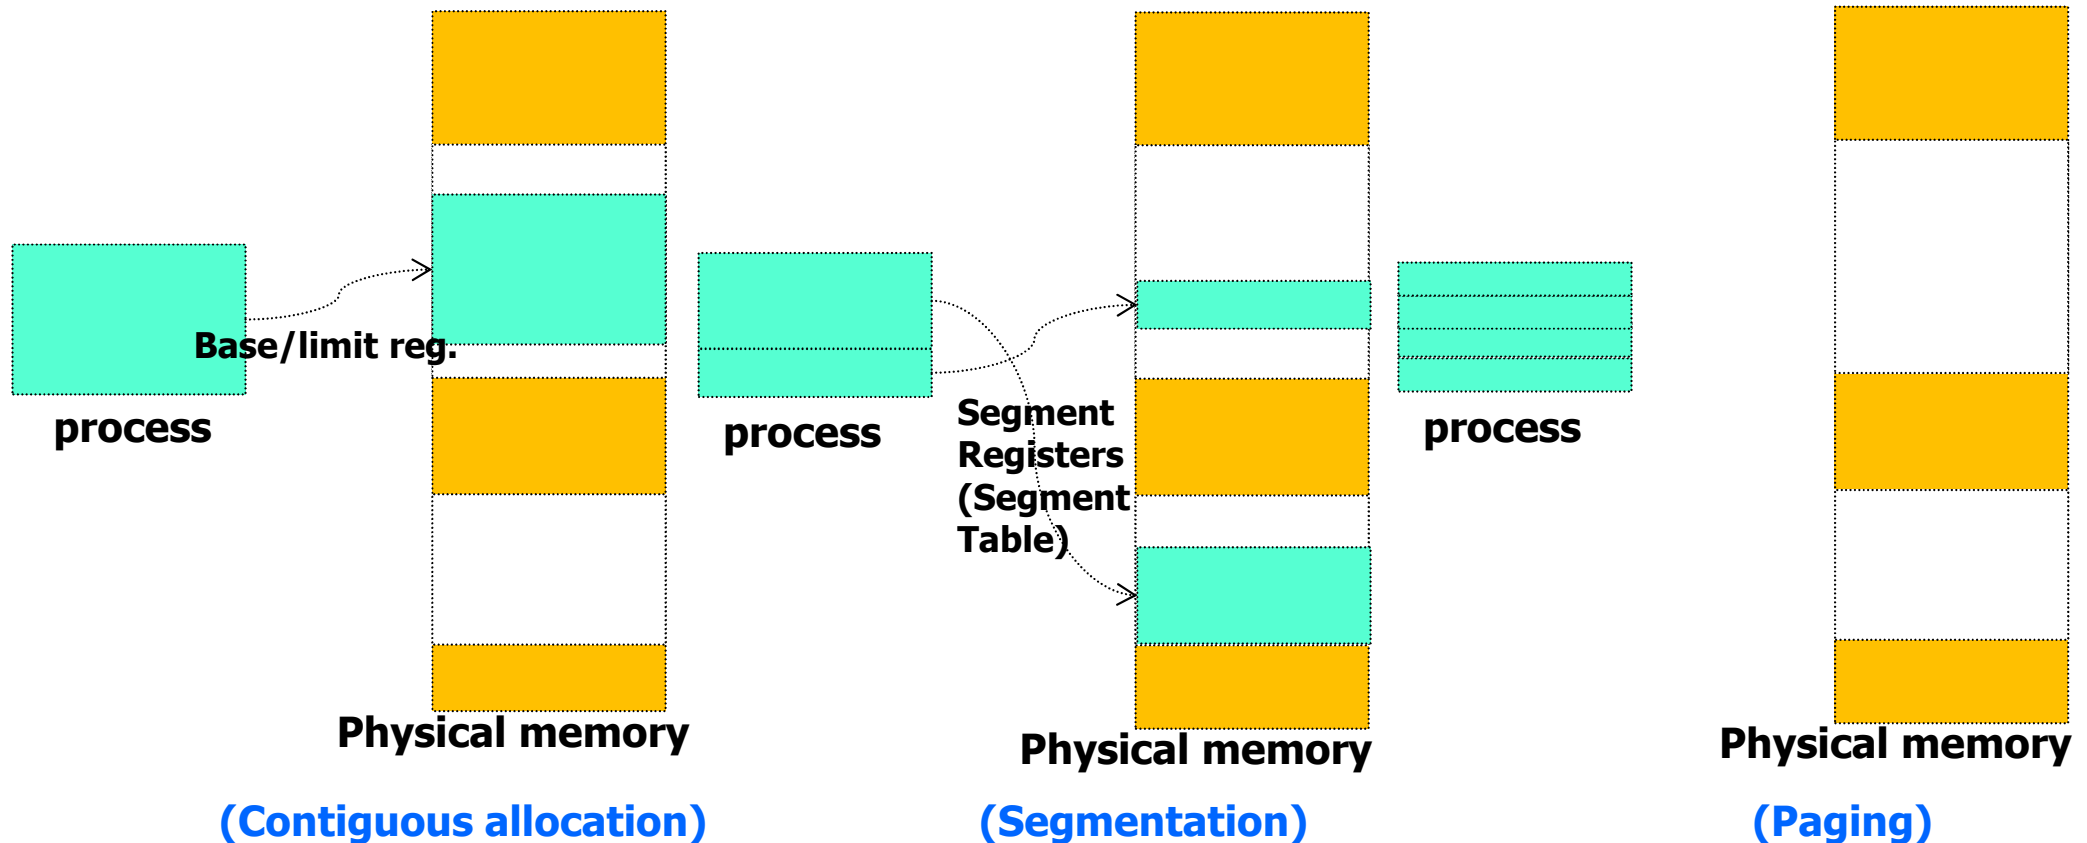 Base/limit reg.
process
Physical memory
(Contiguous allocation)
process
Segment
Registers
(Segment
Table)
Physical memory
(Segmentation)
process
Physical memory
(Paging)